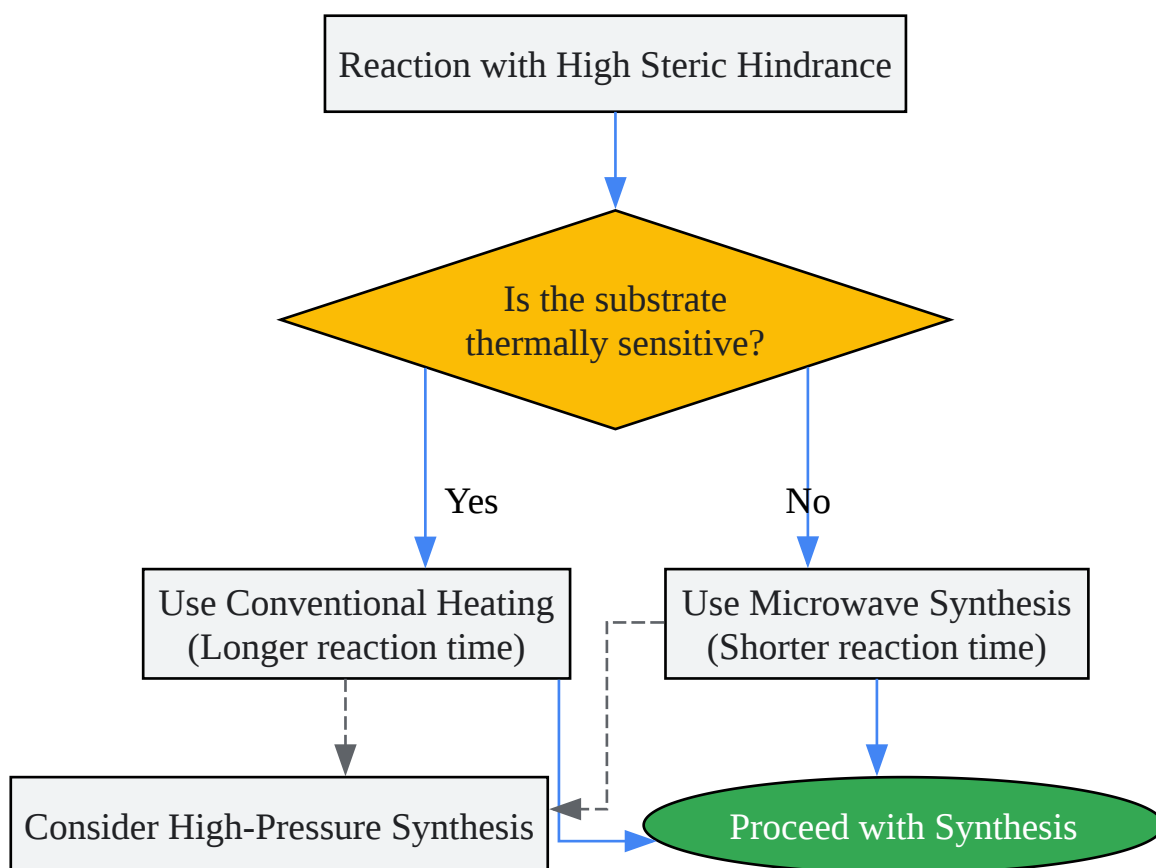 Reaction with High Steric Hindrance
Is the substrate
thermally sensitive?
Yes
No
Use Conventional Heating
(Longer reaction time)
Use Microwave Synthesis
(Shorter reaction time)
Consider High-Pressure Synthesis
Proceed with Synthesis